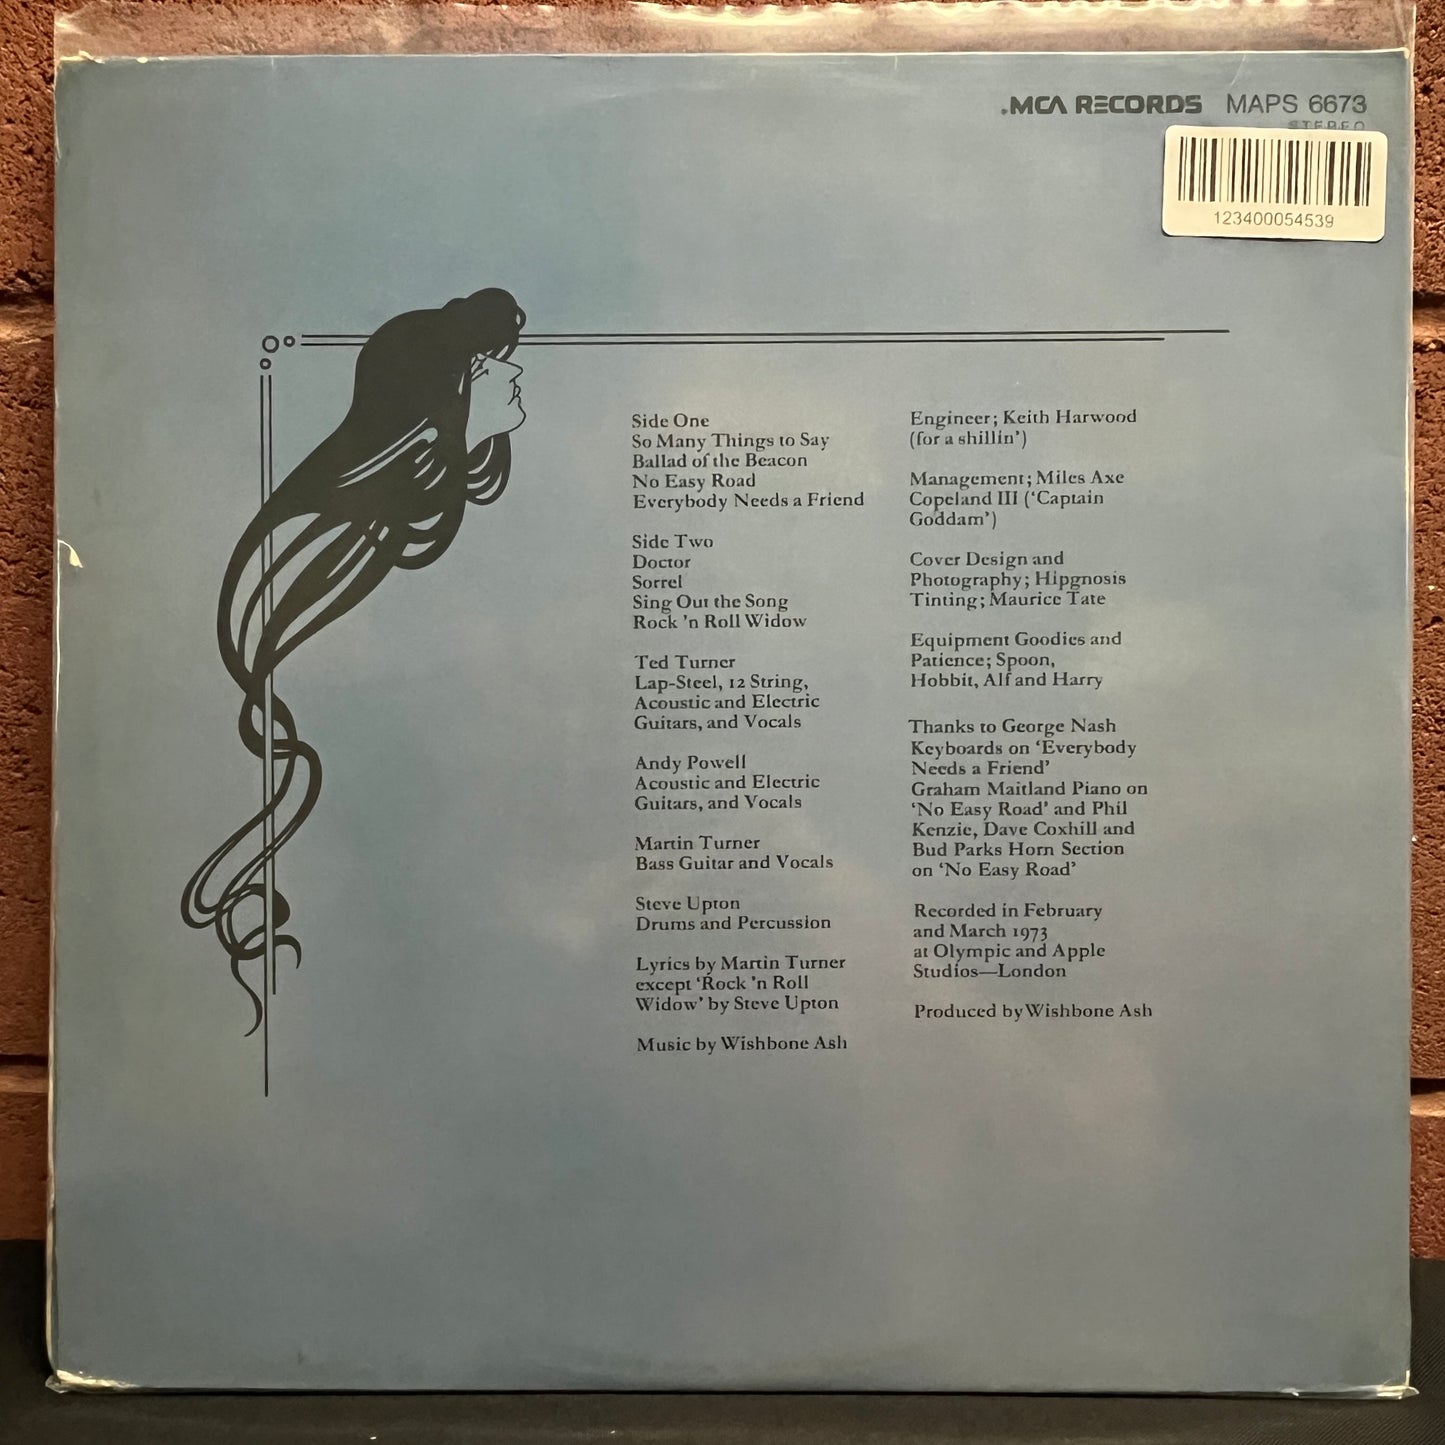 MCA RECORDS MAPS 6673
STEREO
123400054539
Side One
So Many Things to Say
Ballad of the Beacon
No Easy Road
Everybody Needs a Friend
Side Two
Doctor
Sorrel
Sing Out the Song
Rock 'n Roll Widow
Ted Turner
Lap-Steel, 12 String,
Acoustic and Electric
Guitars, and Vocals
Andy Powell
Acoustic and Electric
Guitars, and Vocals
Martin Turner
Bass Guitar and Vocals
Steve Upton
Drums and Percussion
Lyrics by Martin Turner
except ‘Rock 'n Roll
Widow’ by Steve Upton
Music by Wishbone Ash
Engineer; Keith Harwood
(for a shillin’)
Management; Miles Axe
Copeland III (‘Captain
Goddam’)
Cover Design and
Photography; Hipgnosis
Tinting; Maurice Tate
Equipment Goodies and
Patience; Spoon,
Hobbit, Alf and Harry
Thanks to George Nash
Keyboards on ‘Everybody
Needs a Friend’
Graham Maitland Piano on
‘No Easy Road’ and Phil
Kenzie, Dave Coxhill and
Bud Parks Horn Section
on ‘No Easy Road’
Recorded in February
and March 1973
at Olympic and Apple
Studios—London
Produced by Wishbone Ash